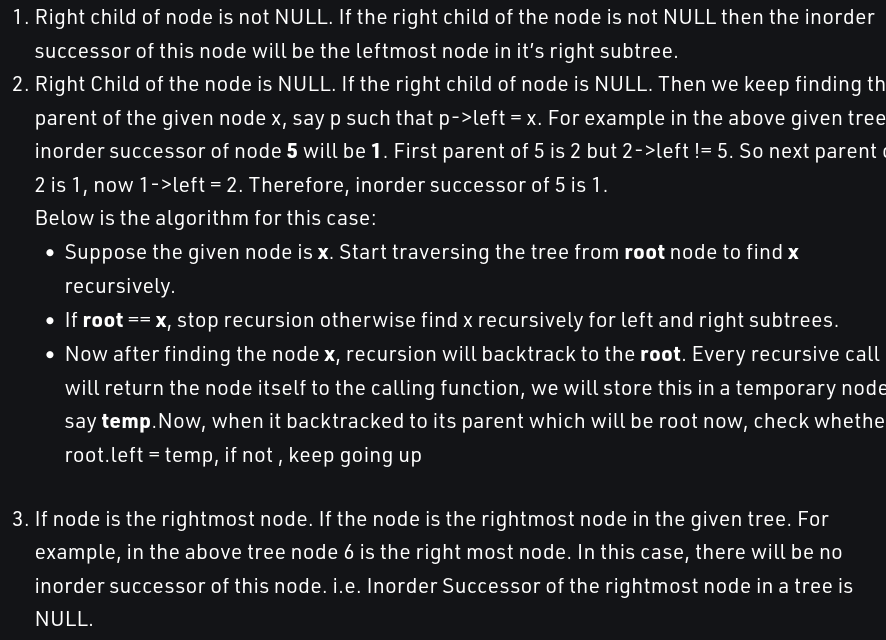 1. Right child of node is not NULL. If the right child of the node is not NULL then the inorder
successor of this node will be the leftmost node in it’s right subtree.
2. Right Child of the node is NULL. If the right child of node is NULL. Then we keep finding th
parent of the given node x, say p such that p->left = x. For example in the above given tree
inorder successor of node 5 will be 1. First parent of 5 is 2 but 2->left != 5. So next parent
2 is 1, now 1->left = 2. Therefore, inorder successor of 5 is 1.
Below is the algorithm for this case:
• Suppose the given node is x. Start traversing the tree from root node to find x
recursively.
• If root == x, stop recursion otherwise find x recursively for left and right subtrees.
• Now after finding the node x, recursion will backtrack to the root. Every recursive call
will return the node itself to the calling function, we will store this in a temporary node
say temp.Now, when it backtracked to its parent which will be root now, check whethe
root.left = temp, if not , keep going up
3. If node is the rightmost node. If the node is the rightmost node in the given tree. For
example, in the above tree node 6 is the right most node. In this case, there will be no
inorder successor of this node. i.e. Inorder Successor of the rightmost node in a tree is
NULL.